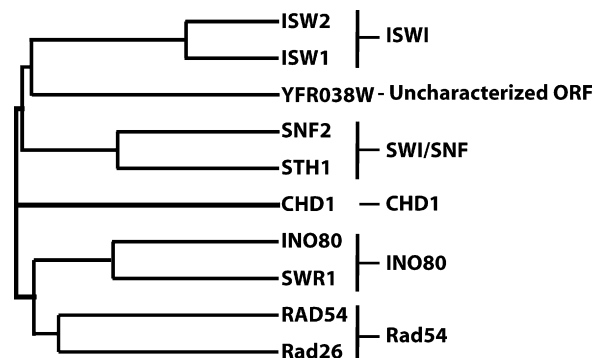 ISW2
ISW1
ISWI
YFR038W - Uncharacterized ORF
SNF2
STH1
SWI/SNF
CHD1 CHD1
INO80
SWR1
INO80
RAD54
Rad26
Rad54